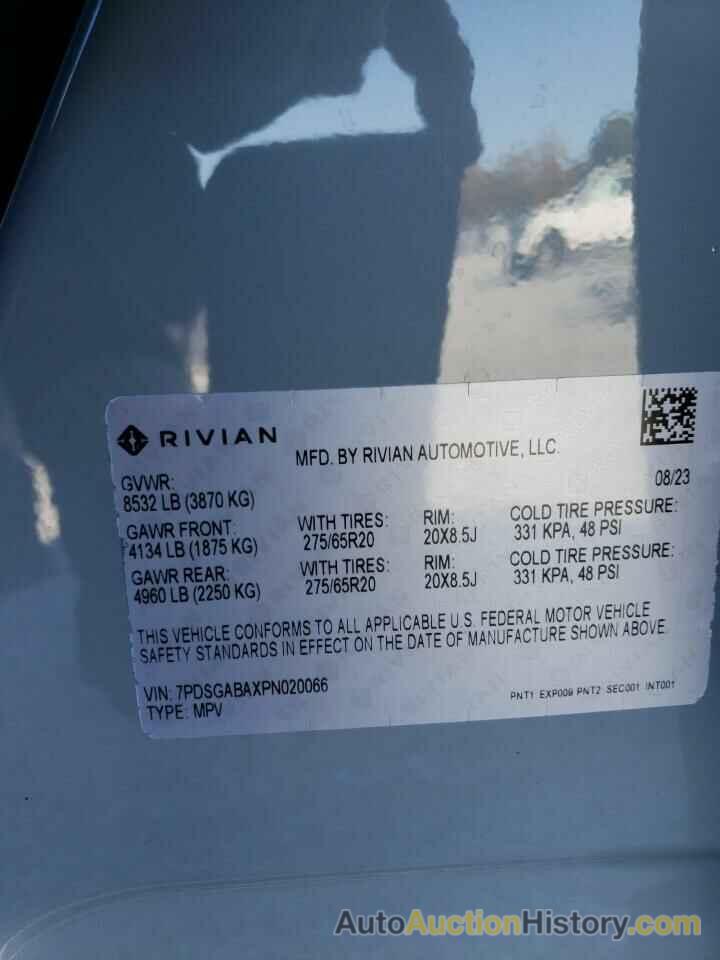 RIVIAN
MFD. BY RIVIAN AUTOMOTIVE, LLC.
GVWR:
8532 LB (3870 KG)
08/23
GAWR FRONT: WITH TIRES: RIM: COLD TIRE PRESSURE:
4134 LB (1875 KG) 275/65R20 20X8.5J 331 KPA, 48 PSI
GAWR REAR: WITH TIRES: RIM: COLD TIRE PRESSURE:
4960 LB (2250 KG) 275/65R20 20X8.5J 331 KPA, 48 PSI
THIS VEHICLE CONFORMS TO ALL APPLICABLE U.S. FEDERAL MOTOR VEHICLE
SAFETY STANDARDS IN EFFECT ON THE DATE OF MANUFACTURE SHOWN ABOVE.
VIN: 7PDSGABAXPN020066
TYPE: MPV
PNT1 EXP009 PNT2 SEC001 INT001
AutoAuctionHistory.com